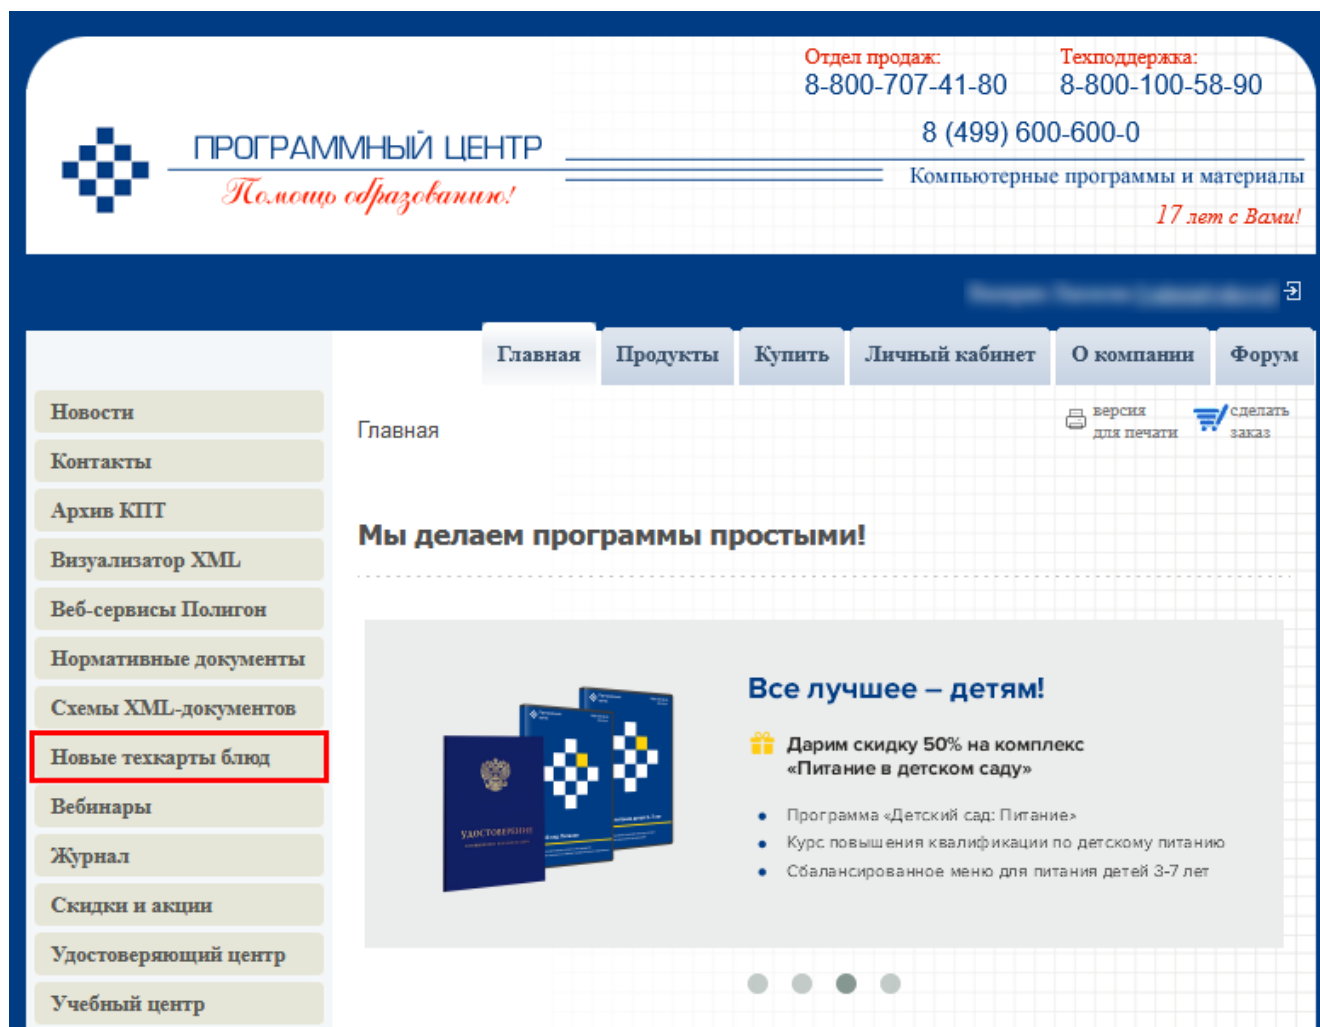 Отдел продаж:
8-800-707-41-80
Техподдержка:
8-800-100-58-90
8 (499) 600-600-0
ПРОГРАММНЫЙ ЦЕНТР
Помощь образованию!
Компьютерные программы и материалы
17 лет с Вами!
Главная
Продукты
Купить
Личный кабинет
О компании
Форум
Новости
Контакты
Архив КПТ
Визуализатор XML
Веб-сервисы Полигон
Нормативные документы
Схемы XML-документов
Новые техкарты блюд
Вебинары
Журнал
Скидки и акции
Удостоверяющий центр
Учебный центр
Главная
версия
для печати
сделать
заказ
Мы делаем программы простыми!
УДОСТОВЕРЕНИЕ
Все лучшее – детям!
Дарим скидку 50% на комплекс
«Питание в детском саду»
Программа «Детский сад: Питание»
Курс повышения квалификации по детскому питанию
Сбалансированное меню для питания детей 3-7 лет